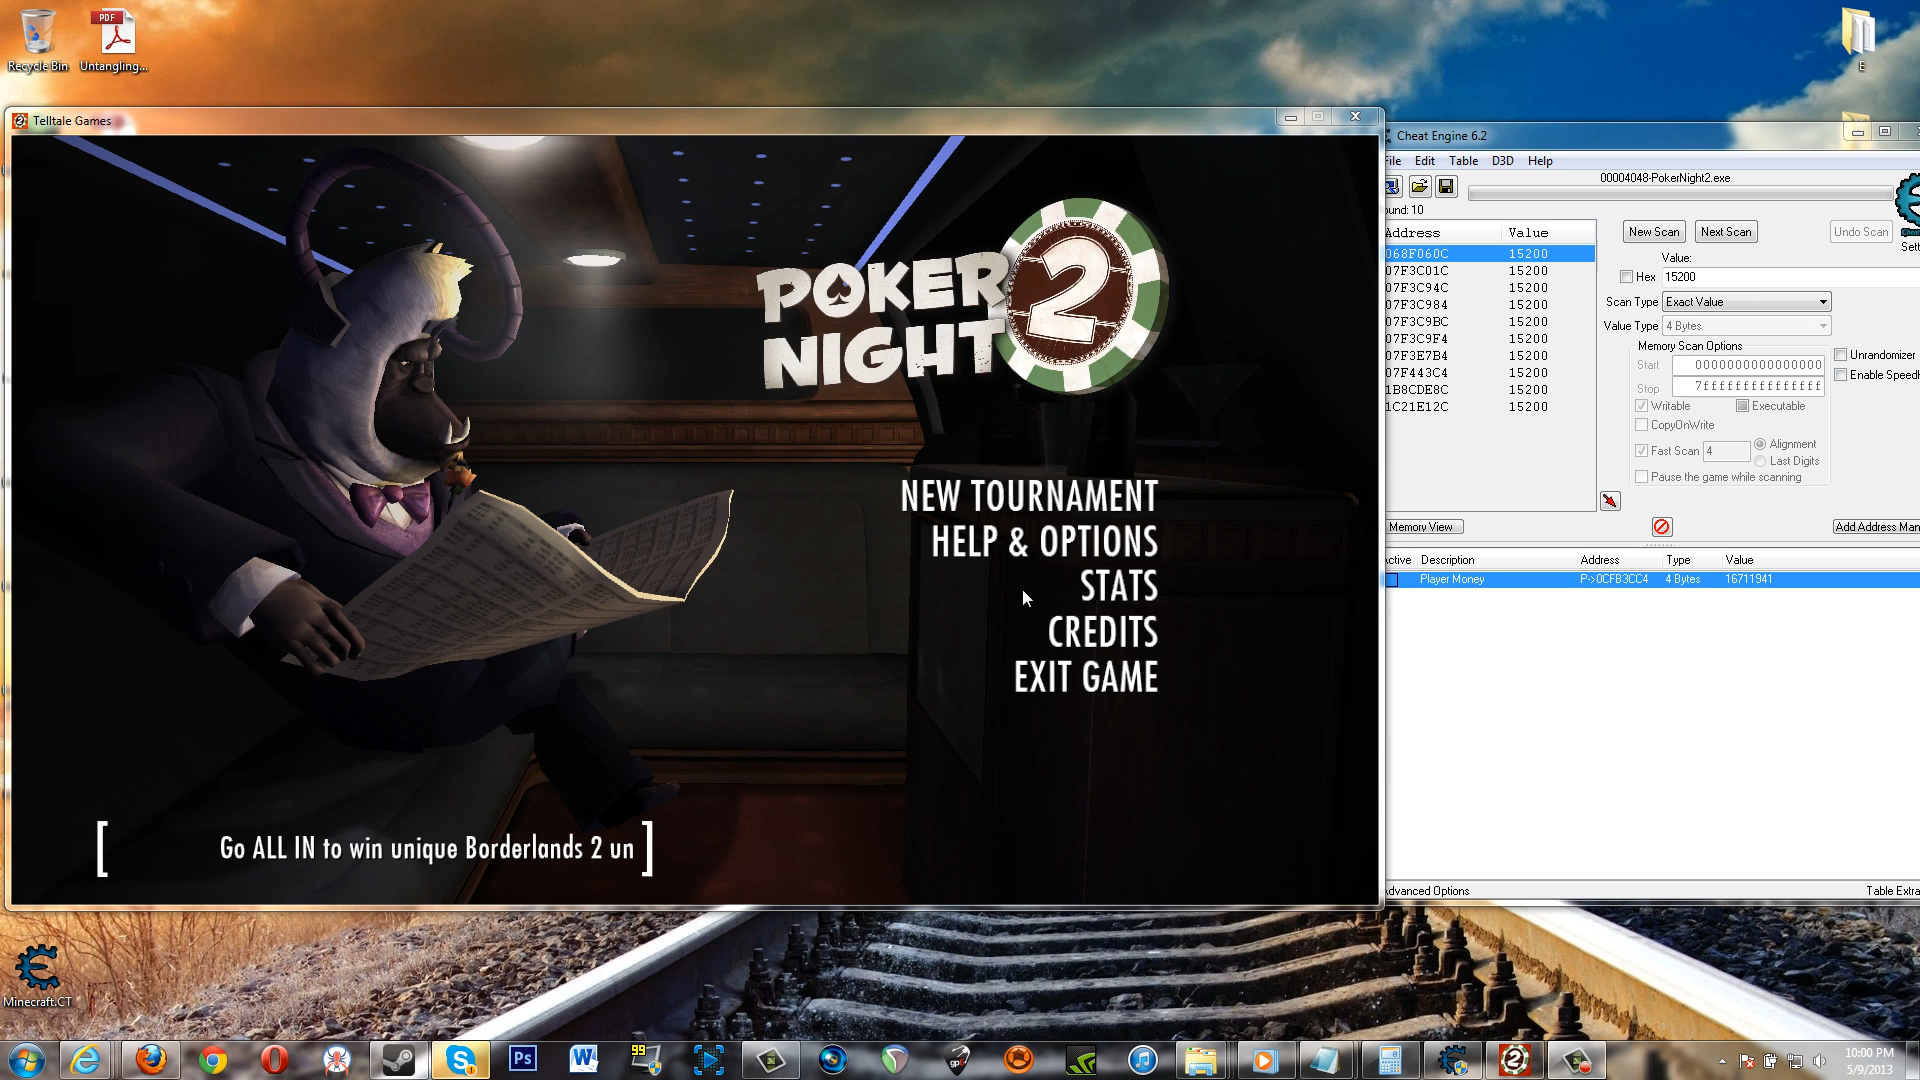 Recycle Bin
Untangling...
E
Telltale Games
POKER NIGHT 2
NEW TOURNAMENT
HELP & OPTIONS
STATS
CREDITS
EXIT GAME
[ Go ALL IN to win unique Borderlands 2 un ]
Cheat Engine 6.2
File Edit Table D3D Help
00004048-PokerNight2.exe
ound: 10
Address Value
068F060C 15200
07F3C01C 15200
07F3C94C 15200
07F3C984 15200
07F3C9BC 15200
07F3C9F4 15200
07F3E7B4 15200
07F443C4 15200
1B8CDE8C 15200
1C21E12C 15200
New Scan Next Scan Undo Scan
Sett
Value:
Hex 15200
Scan Type Exact Value
Value Type 4 Bytes
Memory Scan Options
Start 0000000000000000
Stop 7fffffffffffffff
Writable Executable
CopyOnWrite
Fast Scan 4 Alignment
Last Digits
Pause the game while scanning
Unrandomizer
Enable Speedh
Memory View Add Address Man
ctive Description Address Type Value
Player Money P->0CFB3CC4 4 Bytes 16711941
dvanced Options Table Extra
Minecraft.CT
Ps
W
99
gp6
10:00 PM
5/9/2013